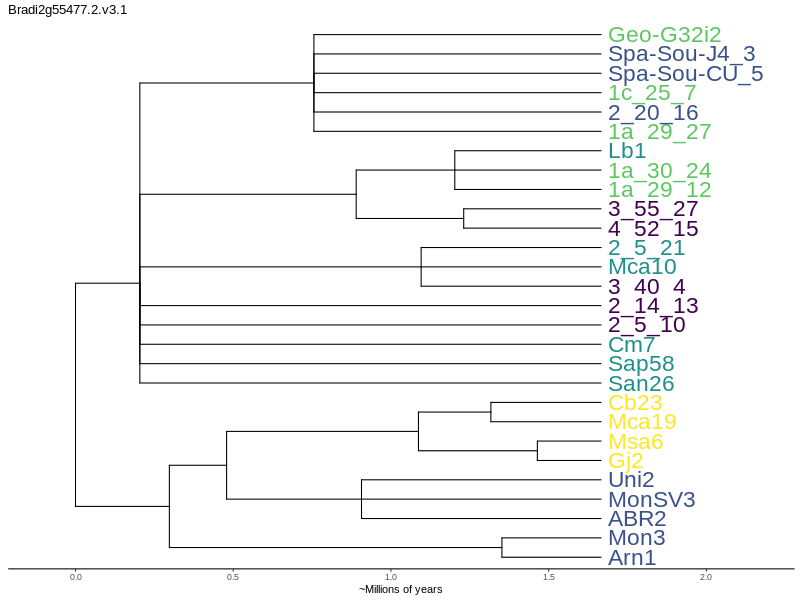 Bradi2g55477.2.v3.1
Geo-G32i2
Spa-Sou-J4_3
Spa-Sou-CU_5
1c_25_7
2_20_16
1a_29_27
Lb1
1a_30_24
1a_29_12
3_55_27
4_52_15
2_5_21
Mca10
3_40_4
2_14_13
2_5_10
Cm7
Sap58
San26
Cb23
Mca19
Msa6
Gj2
Uni2
MonSV3
ABR2
Mon3
Arn1
0.0 0.5 1.0 1.5 2.0
~Millions of years